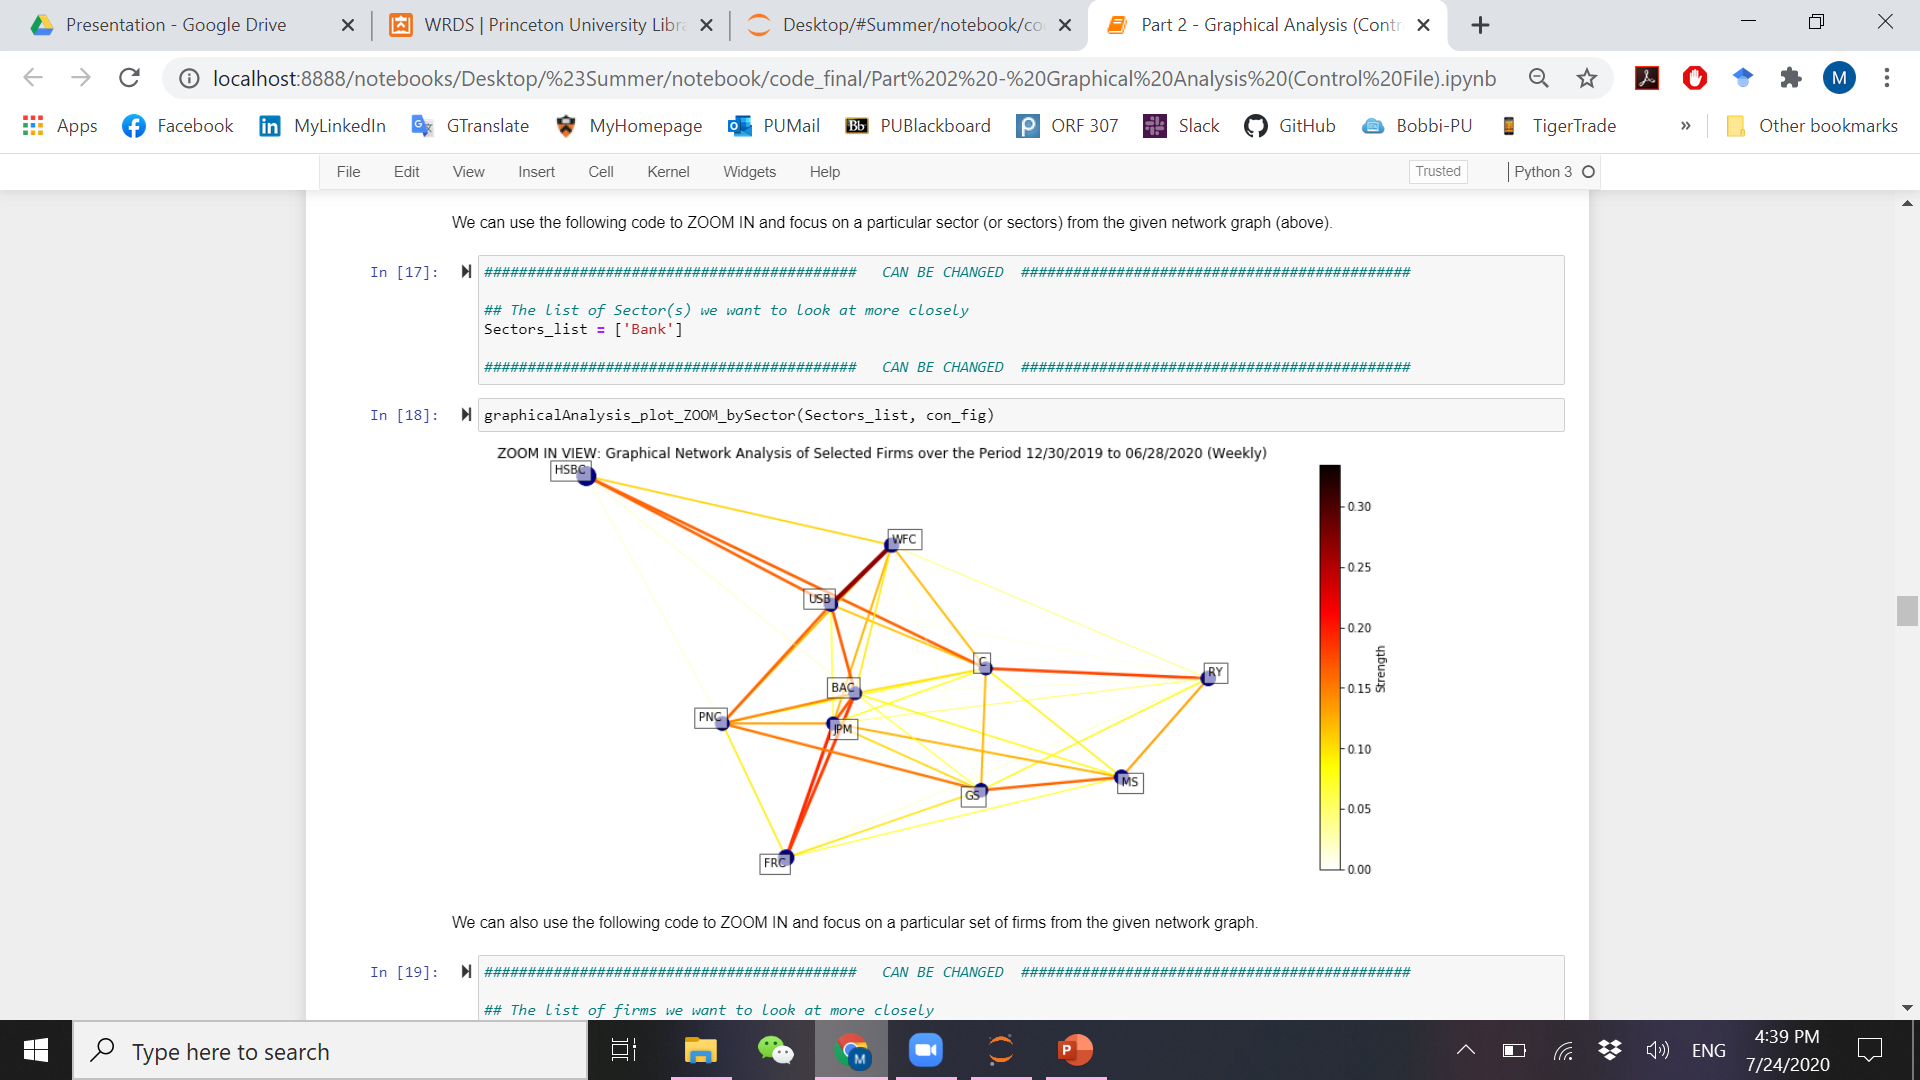 Presentation - Google Drive
WRDS | Princeton University Libra
Desktop/#Summer/notebook/co
Part 2 - Graphical Analysis (Contr
localhost:8888/notebooks/Desktop/%23Summer/notebook/code_final/Part%202%20-%20Graphical%20Analysis%20(Control%20File).ipynb
M
Apps
Facebook
MyLinkedIn
GTranslate
MyHomepage
PUMail
Bb
PUBlackboard
ORF 307
Slack
GitHub
Bobbi-PU
TigerTrade
»
Other bookmarks
File Edit View Insert Cell Kernel Widgets Help
Trusted
Python 3
We can use the following code to ZOOM IN and focus on a particular sector (or sectors) from the given network graph (above).
In [17]:
########################################### CAN BE CHANGED #############################################
## The list of Sector(s) we want to look at more closely
Sectors_list = ['Bank']
########################################### CAN BE CHANGED #############################################
In [18]:
graphicalAnalysis_plot_ZOOM_bySector(Sectors_list, con_fig)
ZOOM IN VIEW: Graphical Network Analysis of Selected Firms over the Period 12/30/2019 to 06/28/2020 (Weekly)
HSBC
WFC
USB
C
RY
BAC
PNC
JPM
MS
GS
FRC
0.30
0.25
0.20
0.15
0.10
0.05
0.00
Strength
We can also use the following code to ZOOM IN and focus on a particular set of firms from the given network graph.
In [19]:
########################################### CAN BE CHANGED #############################################
## The list of firms we want to look at more closely
Type here to search
M
P
ENG
4:39 PM
7/24/2020